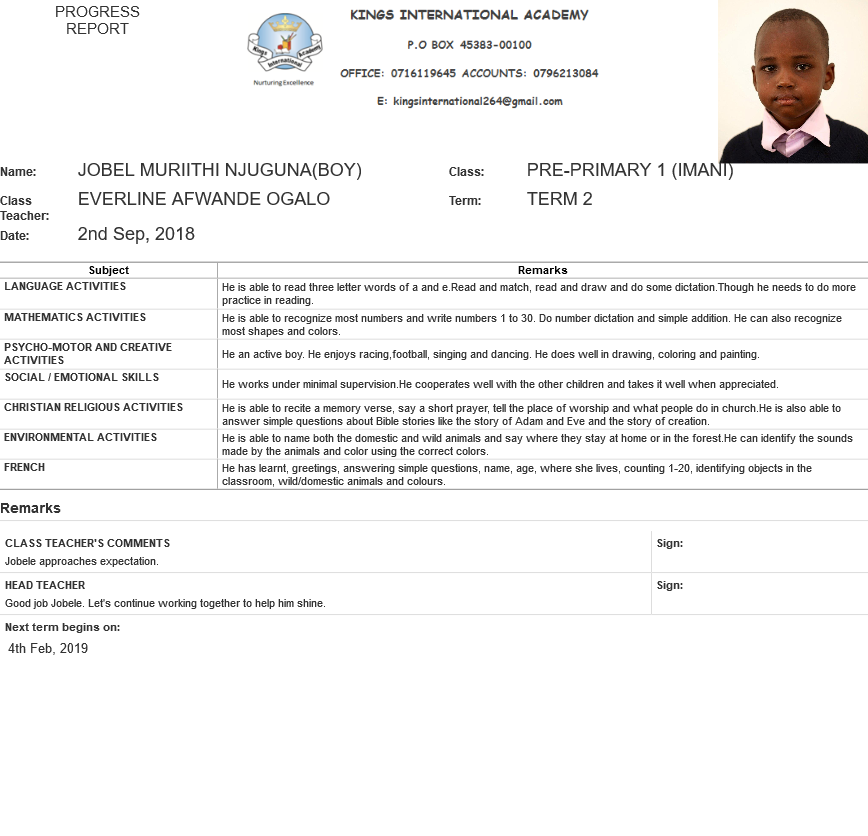 PROGRESS
REPORT
KINGS INTERNATIONAL ACADEMY
P.O BOX 45383-00100
OFFICE: 0716119645 ACCOUNTS: 0796213084
E: kingsinternational264@gmail.com
Kings International Academy
Nurturing Excellence
Name: JOBEL MURIITHI NJUGUNA(BOY) Class: PRE-PRIMARY 1 (IMANI)
Class Teacher: EVERLINE AFWANDE OGALO Term: TERM 2
Date: 2nd Sep, 2018
Subject Remarks
LANGUAGE ACTIVITIES He is able to read three letter words of a and e.Read and match, read and draw and do some dictation.Though he needs to do more
practice in reading.
MATHEMATICS ACTIVITIES He is able to recognize most numbers and write numbers 1 to 30. Do number dictation and simple addition. He can also recognize
most shapes and colors.
PSYCHO-MOTOR AND CREATIVE
ACTIVITIES
He an active boy. He enjoys racing,football, singing and dancing. He does well in drawing, coloring and painting.
SOCIAL / EMOTIONAL SKILLS
He works under minimal supervision.He cooperates well with the other children and takes it well when appreciated.
CHRISTIAN RELIGIOUS ACTIVITIES He is able to recite a memory verse, say a short prayer, tell the place of worship and what people do in church.He is also able to
answer simple questions about Bible stories like the story of Adam and Eve and the story of creation.
ENVIRONMENTAL ACTIVITIES He is able to name both the domestic and wild animals and say where they stay at home or in the forest.He can identify the sounds
made by the animals and color using the correct colors.
FRENCH He has learnt, greetings, answering simple questions, name, age, where she lives, counting 1-20, identifying objects in the
classroom, wild/domestic animals and colours.
Remarks
CLASS TEACHER'S COMMENTS Sign:
Jobele approaches expectation.
HEAD TEACHER Sign:
Good job Jobele. Let's continue working together to help him shine.
Next term begins on:
4th Feb, 2019